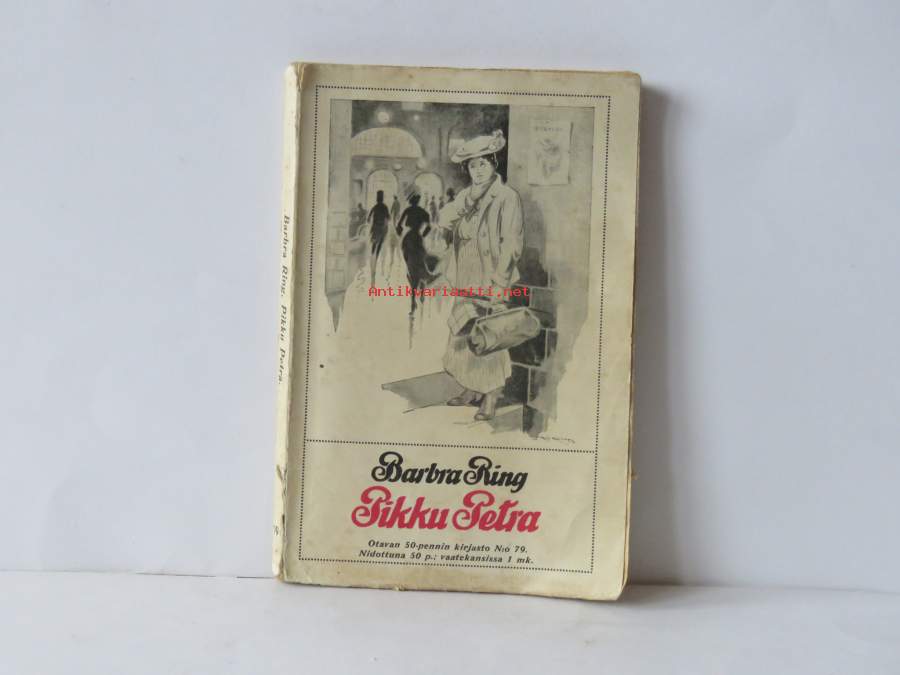 Barbra Ring. Pikku Petra.
Antikvariaatti.net
Barbra Ring
Pikku Petra
Otavan 50-pennin kirjasto N:o 79.
Nidottuna 50 p.; vaatekansissa 1 mk.